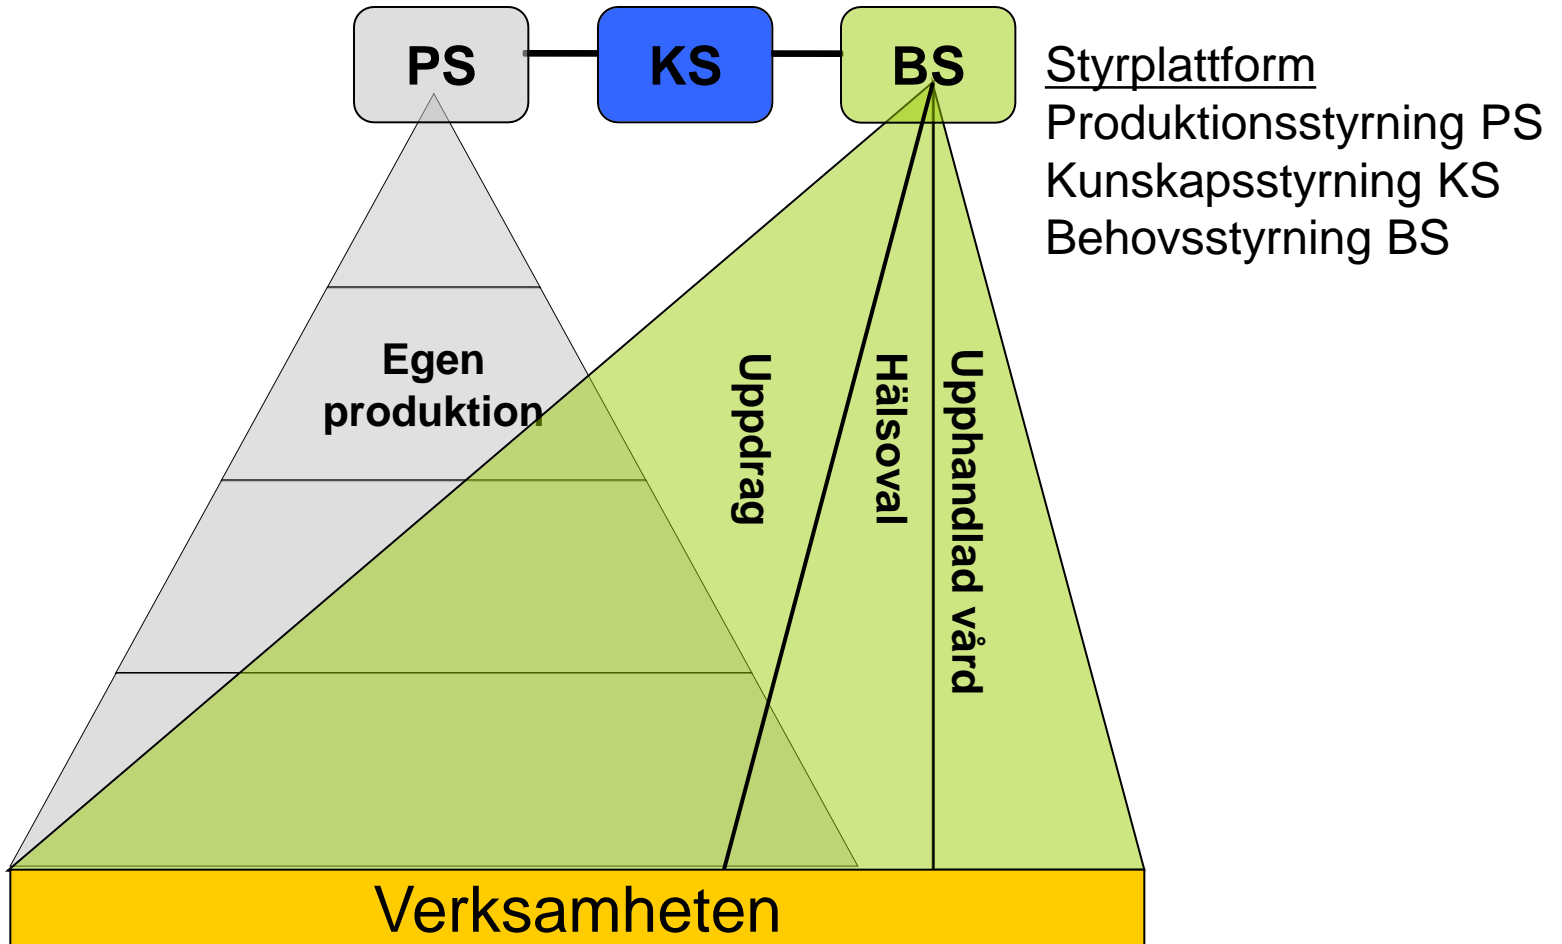 PS
KS
BS
Styrplattform
Produktionsstyrning PS
Kunskapsstyrning KS
Behovsstyrning BS
Egen
produktion
Uppdrag
Hälsoval
Upphandlad vård
Verksamheten